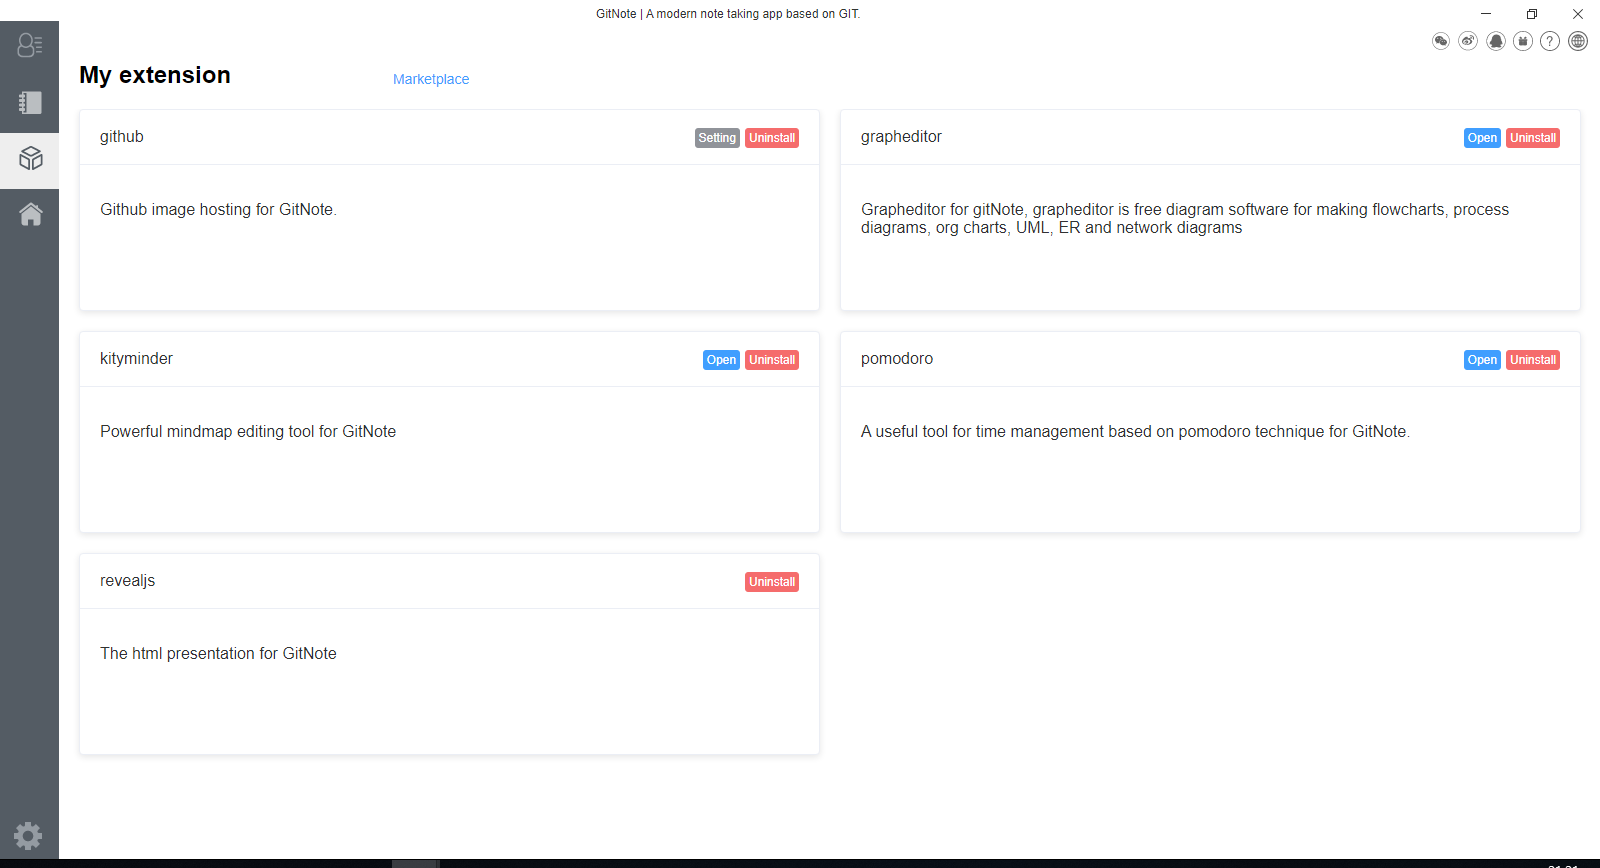 GitNote | A modern note taking app based on GIT.
My extension
Marketplace
github
Setting
Uninstall
Github image hosting for GitNote.
grapheditor
Open
Uninstall
Grapheditor for gitNote, grapheditor is free diagram software for making flowcharts, process
diagrams, org charts, UML, ER and network diagrams
kityminder
Open
Uninstall
Powerful mindmap editing tool for GitNote
pomodoro
Open
Uninstall
A useful tool for time management based on pomodoro technique for GitNote.
revealjs
Uninstall
The html presentation for GitNote